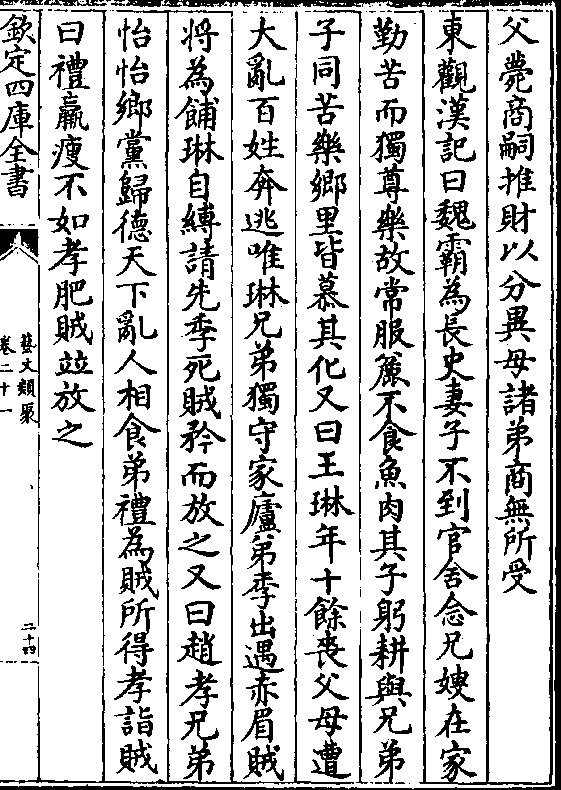 父薨商嗣推財以分異母諸弟商無所受
東觀漢記曰魏霸為長史妻子不到官舍念兄嫂在家
勤苦而獨尊樂故常服麤不食魚肉其子躬耕與兄弟
子同苦樂鄉里皆慕其化又曰王琳年十餘喪父母遭
大亂百姓奔逃唯琳兄弟獨守冢廬弟季出遇赤眉賊
將為餔琳自縛請先季死賊矜而放之又曰趙孝兄弟
怡怡鄉黨歸德天下亂人相食弟禮為賊所得孝詣賊
曰禮羸瘦不如孝肥賊竝放之
欽定四庫全書
藝文類聚
卷二十一
二十四